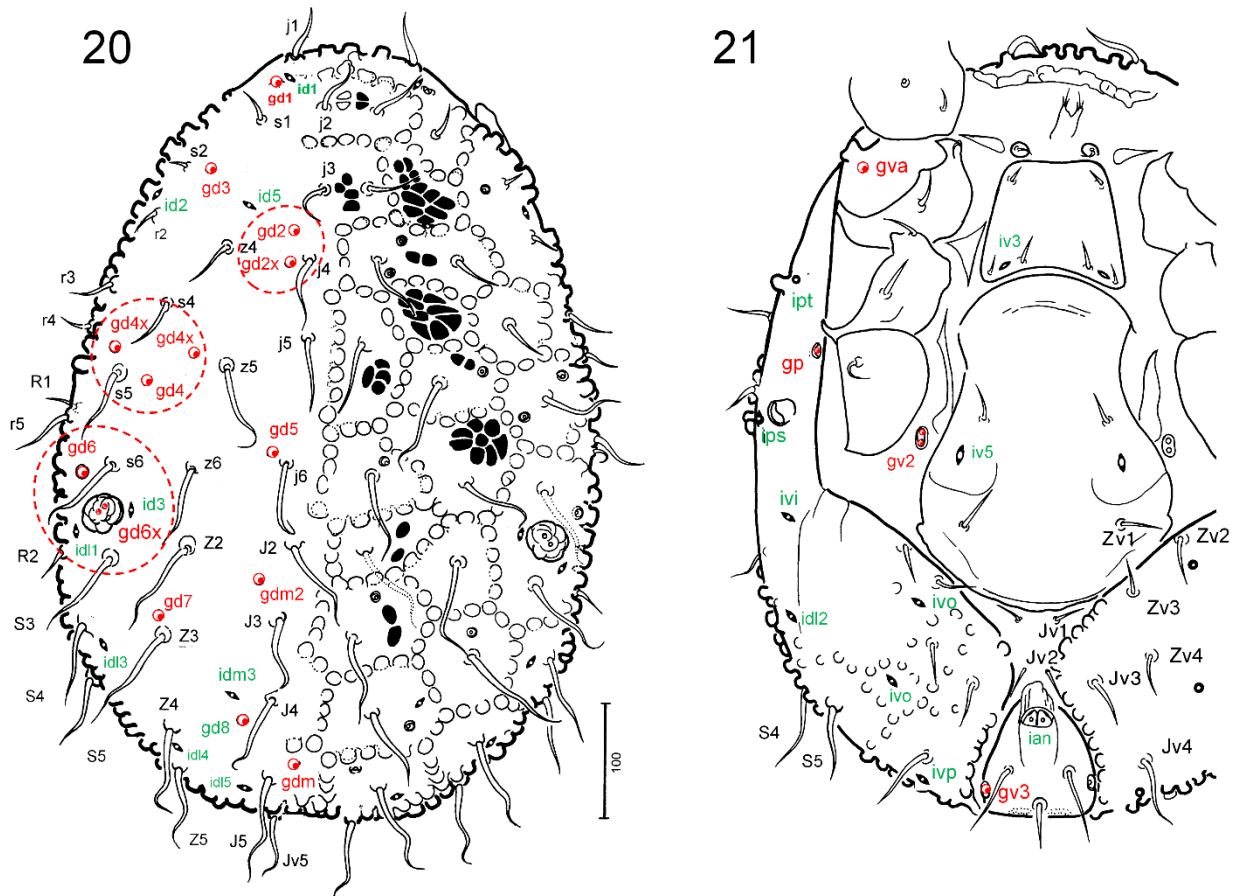 20
j1
gd1
id1
s1
j2
s2
gd3
j3
id5
id2
r2
gd2
z4
gd2x
j4
r3
s4
r4
gd4x
gd4x
j5
z5
gd4
R1
s5
r5
gd5
gd6
s6
z6
j6
id3
gd6x
idl1
R2
Z2
J2
gdm2
gd7
S3
J3
Z3
idl3
idm3
S4
Z4
J4
gd8
S5
idl4
idl5
gdm
Z5
J5
Jv5
100
21
gva
iv3
ipt
gp
ips
gv2
iv5
ivi
Zv1
Zv2
ivo
Zv3
idl2
Jv1
Jv2
Zv4
Jv3
ivo
S4
ian
S5
Jv4
ivp
gv3